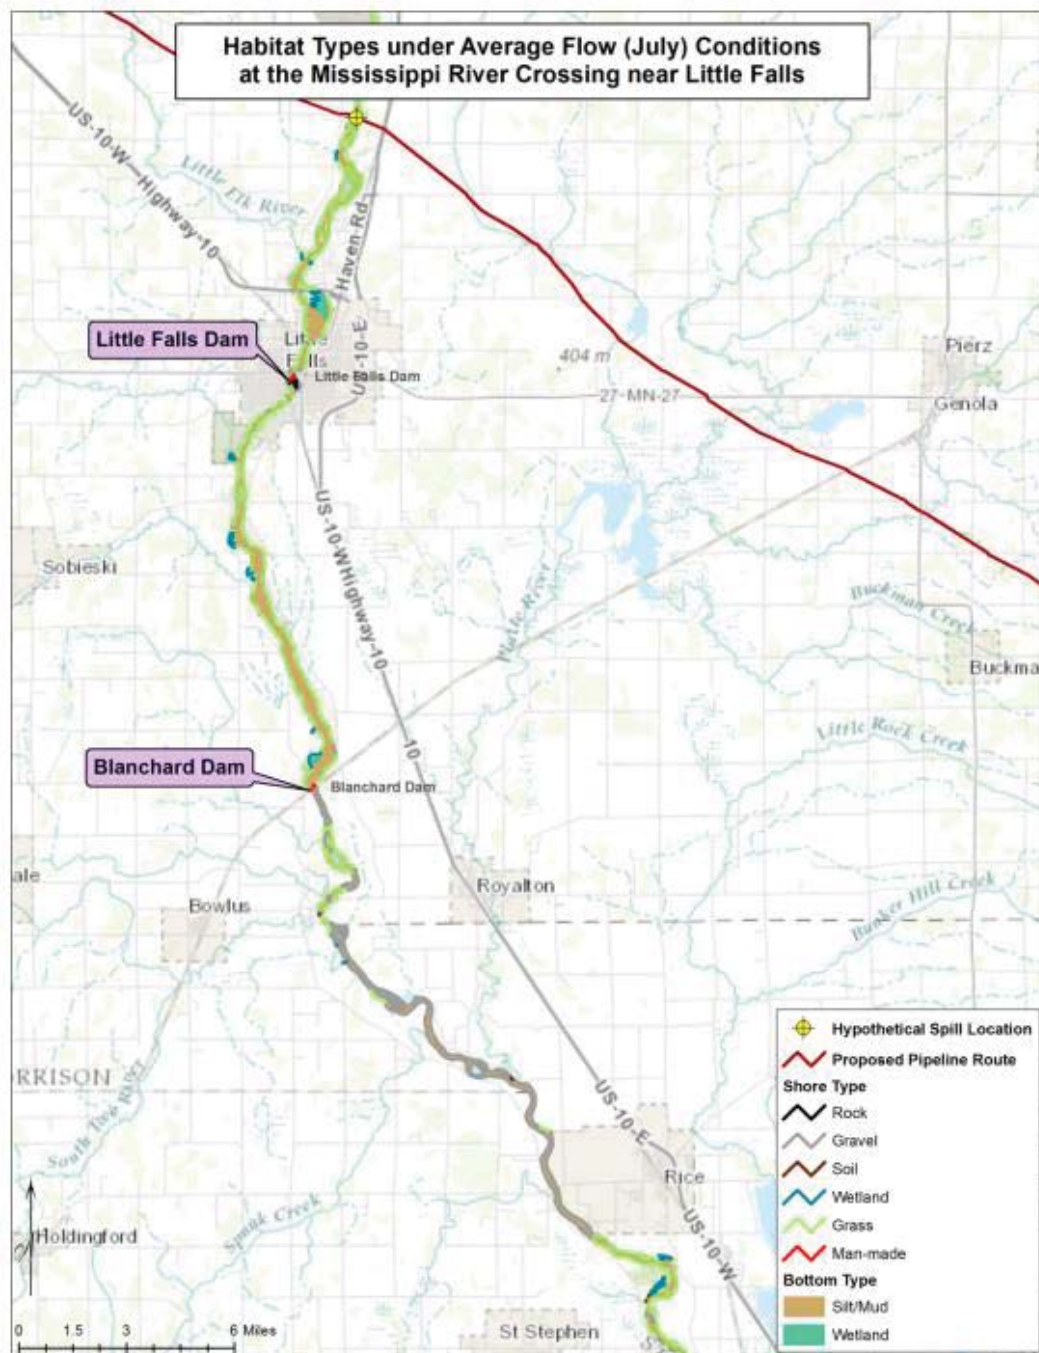 Habitat Types under Average Flow (July) Conditions
at the Mississippi River Crossing near Little Falls
US-10-W
Highway-10
Little Elk River
Haven Rd
Little Falls Dam
Little
Falls
Little Falls Dam
US-10-E
404 m
27-MN-27
Pierz
Genola
US-10-W
Highway-10
Sobieski
Platte River
Buckman Creek
Buckma
Little Rock Creek
10
Blanchard Dam
Blanchard Dam
ale
Bowlus
Royalton
Bunker Hill Creek
RRISON
South Two River
US-10-E
Rice
Spunk Creek
Holdingford
US-10-W
St Stephen
0 1.5 3 6 Miles
Hypothetical Spill Location
Proposed Pipeline Route
Shore Type
Rock
Gravel
Soil
Wetland
Grass
Man-made
Bottom Type
Silt/Mud
Wetland